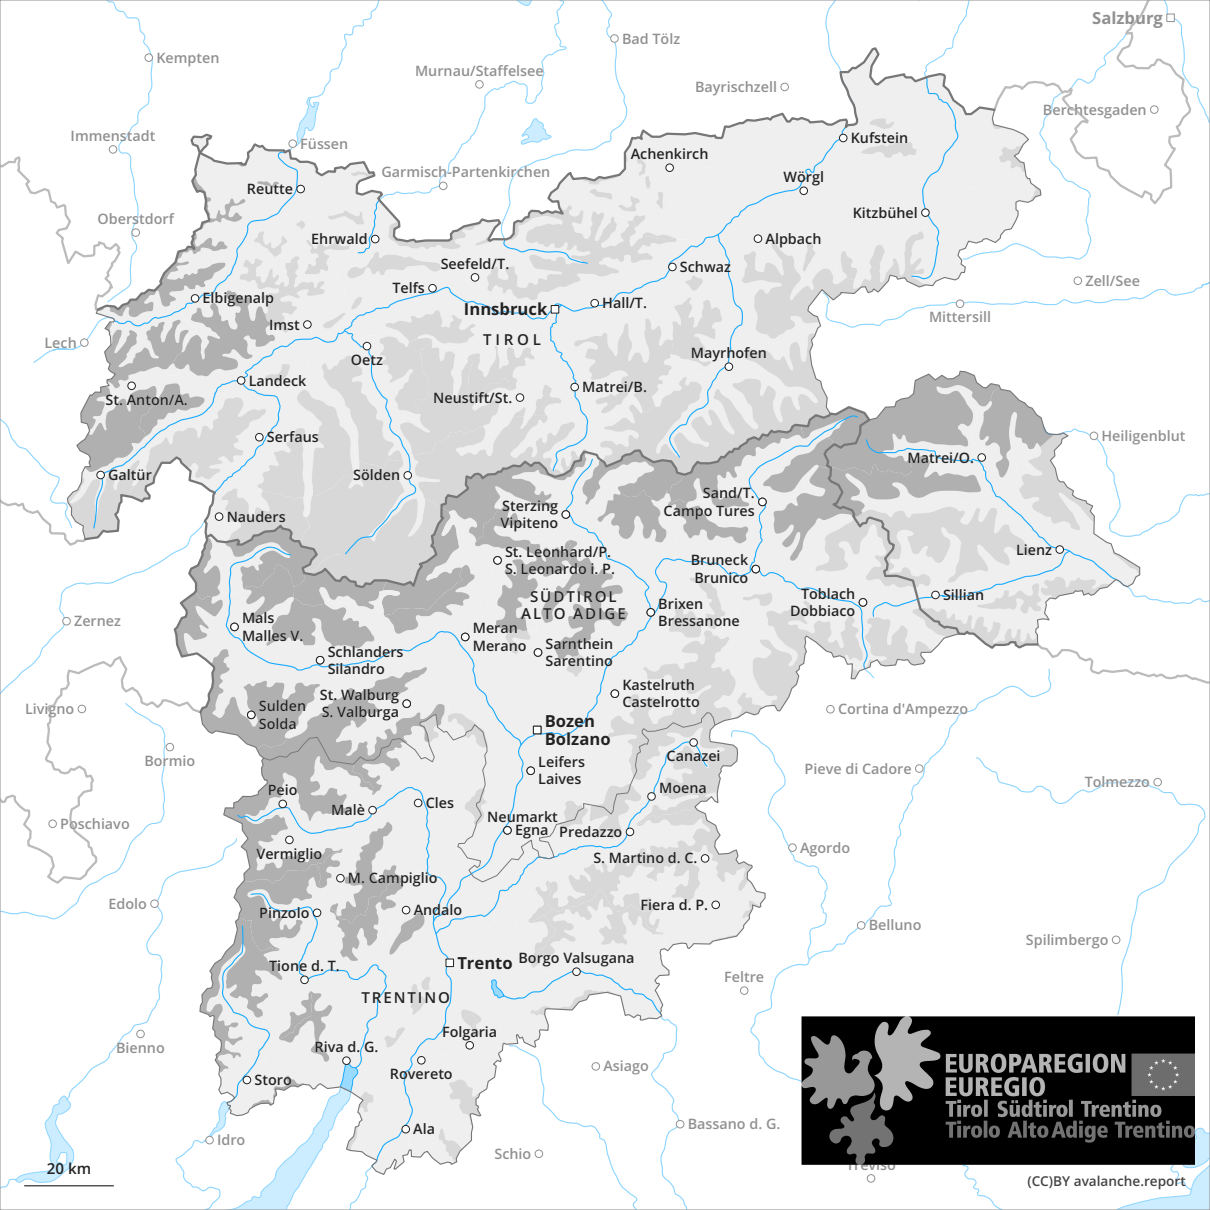 Salzburg
Bad Tölz
Kempten
Murnau/Staffelsee
Bayrischzell
Berchtesgaden
Immenstadt
Füssen
Kufstein
Achenkirch
Garmisch-Partenkirchen
Wörgl
Reutte
Oberstdorf
Kitzbühel
Ehrwald
Alpbach
Seefeld/T.
Schwaz
Zell/See
Telfs
Elbigenalp
Innsbruck
Hall/T.
Mittersill
Imst
TIROL
Lech
Oetz
Mayrhofen
Landeck
Matrei/B.
St. Anton/A.
Neustift/St.
Serfaus
Heiligenblut
Matrei/O.
Galtür
Sölden
Sand/T.
Campo Tures
Sterzing
Vipiteno
Nauders
St. Leonhard/P.
S. Leonardo i. P.
Lienz
Bruneck
Brunico
SÜDTIROL
ALTO ADIGE
Toblach
Dobbiaco
Sillian
Brixen
Bressanone
Mals
Malles V.
Zernez
Meran
Merano
Sarnthein
Sarentino
Schlanders
Silandro
Kastelruth
Castelrotto
St. Walburg
S. Valburga
Sulden
Solda
Livigno
Cortina d'Ampezzo
Bozen
Bolzano
Bormio
Canazei
Leifers
Laives
Pieve di Cadore
Tolmezzo
Peio
Moena
Malè
Cles
Neumarkt
Egna
Predazzo
Poschiavo
Vermiglio
Agordo
S. Martino d. C.
M. Campiglio
Edolo
Pinzolo
Andalo
Fiera d. P.
Belluno
Spilimbergo
Trento
Borgo Valsugana
Tione d. T.
Feltre
TRENTINO
Folgaria
Bienno
Riva d. G.
Rovereto
Asiago
Storo
EUROPAREGION
EUREGIO
Tirol Südtirol Trentino
Tirolo Alto Adige Trentino
Idro
Ala
Bassano d. G.
Schio
Treviso
20 km
(CC)BY avalanche.report